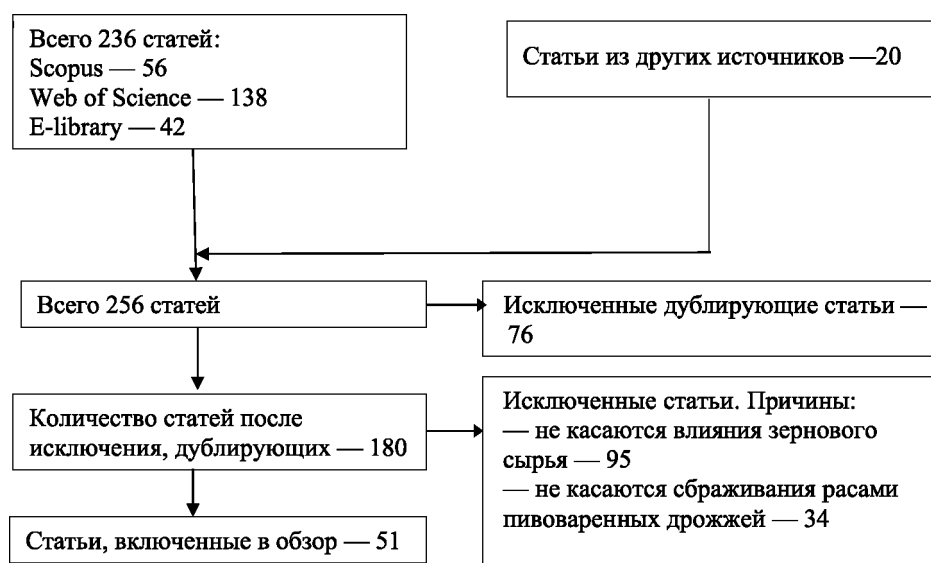 Всего 236 статей:
Scopus — 56
Web of Science — 138
E-library — 42
Статьи из других источников —20
Всего 256 статей
Исключенные дублирующие статьи —
76
Количество статей после
исключения, дублирующих — 180
Исключенные статьи. Причины:
— не касаются влияния зернового
сырья — 95
— не касаются сбраживания расами
пивоваренных дрожжей — 34
Статьи, включенные в обзор — 51